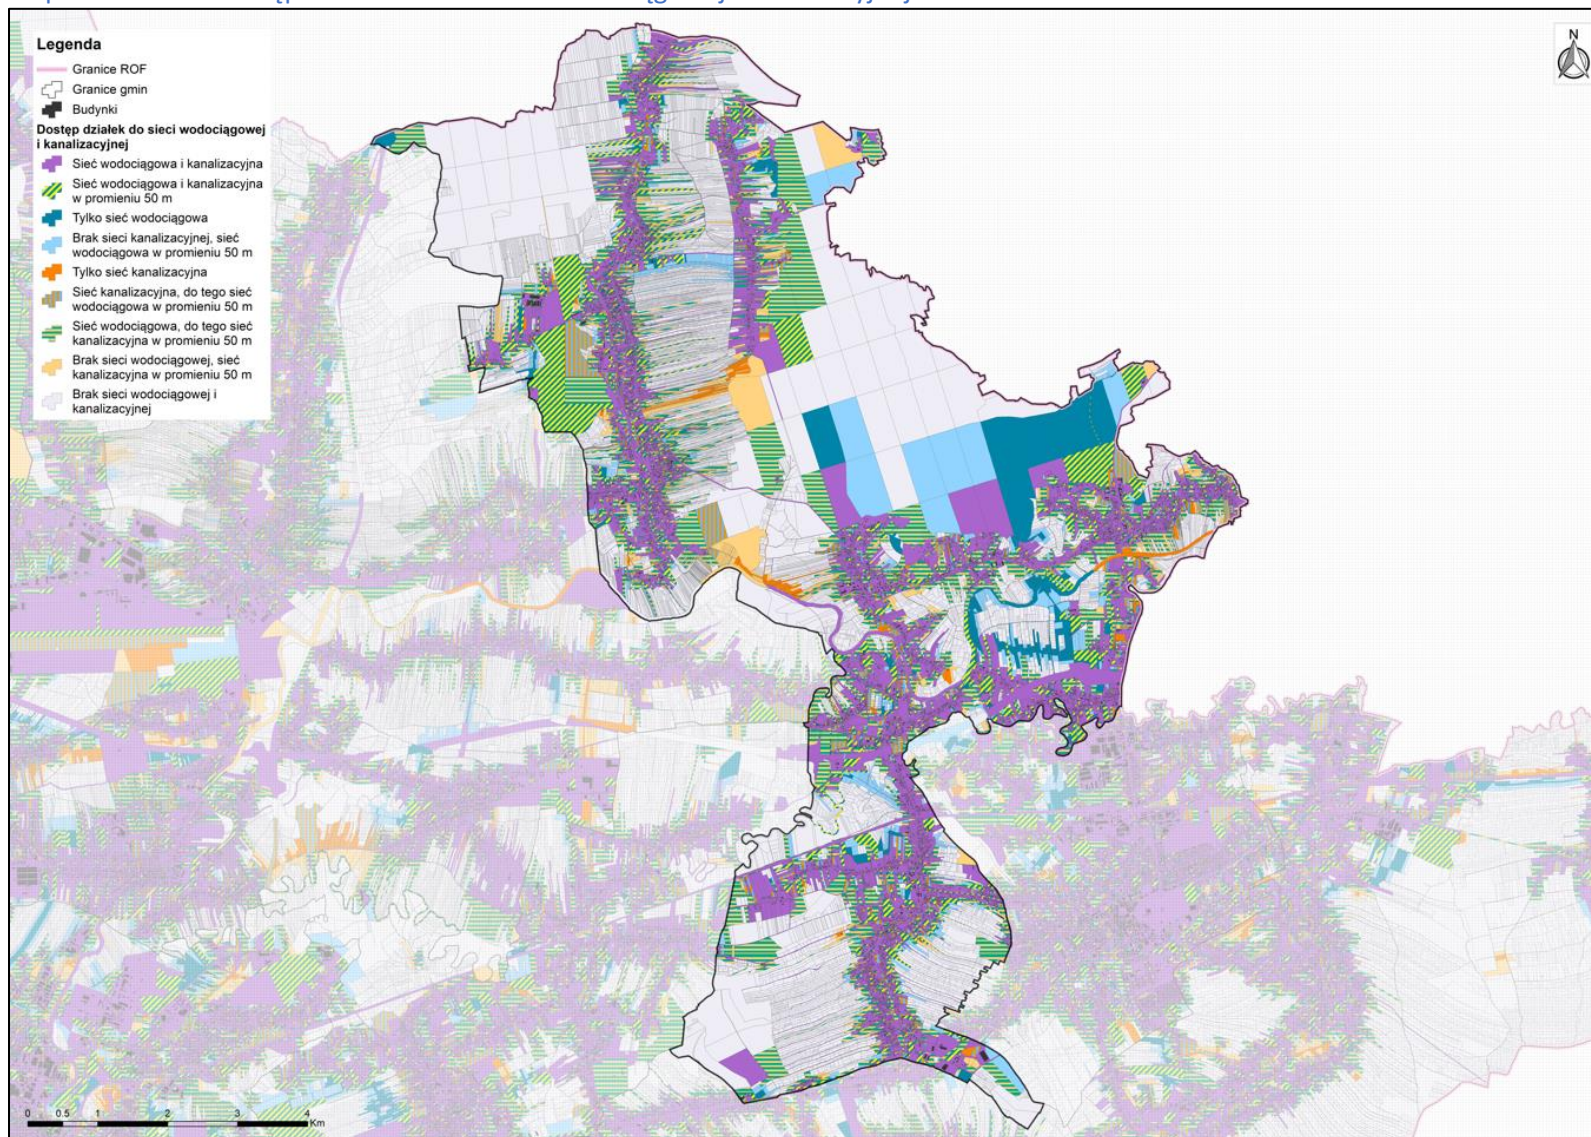 Legenda
Granice ROF
Granice gmin
Budynki
Dostęp działek do sieci wodociągowej
i kanalizacyjnej
Sieć wodociągowa i kanalizacyjna
Sieć wodociągowa i kanalizacyjna
w promieniu 50 m
Tylko sieć wodociągowa
Brak sieci kanalizacyjnej, sieć
wodociągowa w promieniu 50 m
Tylko sieć kanalizacyjna
Sieć kanalizacyjna, do tego sieć
wodociągowa w promieniu 50 m
Sieć wodociągowa, do tego sieć
kanalizacyjna w promieniu 50 m
Brak sieci wodociągowej, sieć
kanalizacyjna w promieniu 50 m
Brak sieci wodociągowej i
kanalizacyjnej
N
0 0.5 1 2 3 4
Km